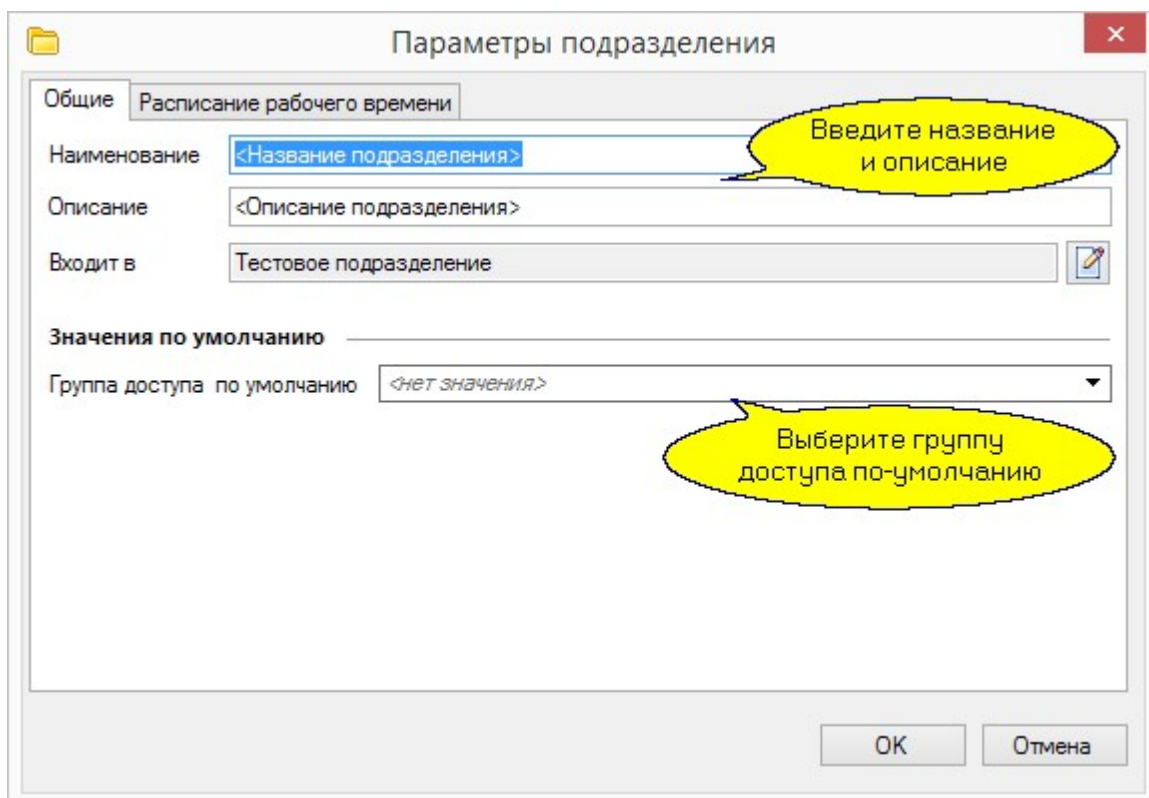 Параметры подразделения
Общие
Расписание рабочего времени
Введите название
и описание
Наименование
<Название подразделения>
Описание
<Описание подразделения>
Входит в
Тестовое подразделение
Значения по умолчанию
Группа доступа по умолчанию
<нет значения>
Выберите группу
доступа по-умолчанию
OK
Отмена